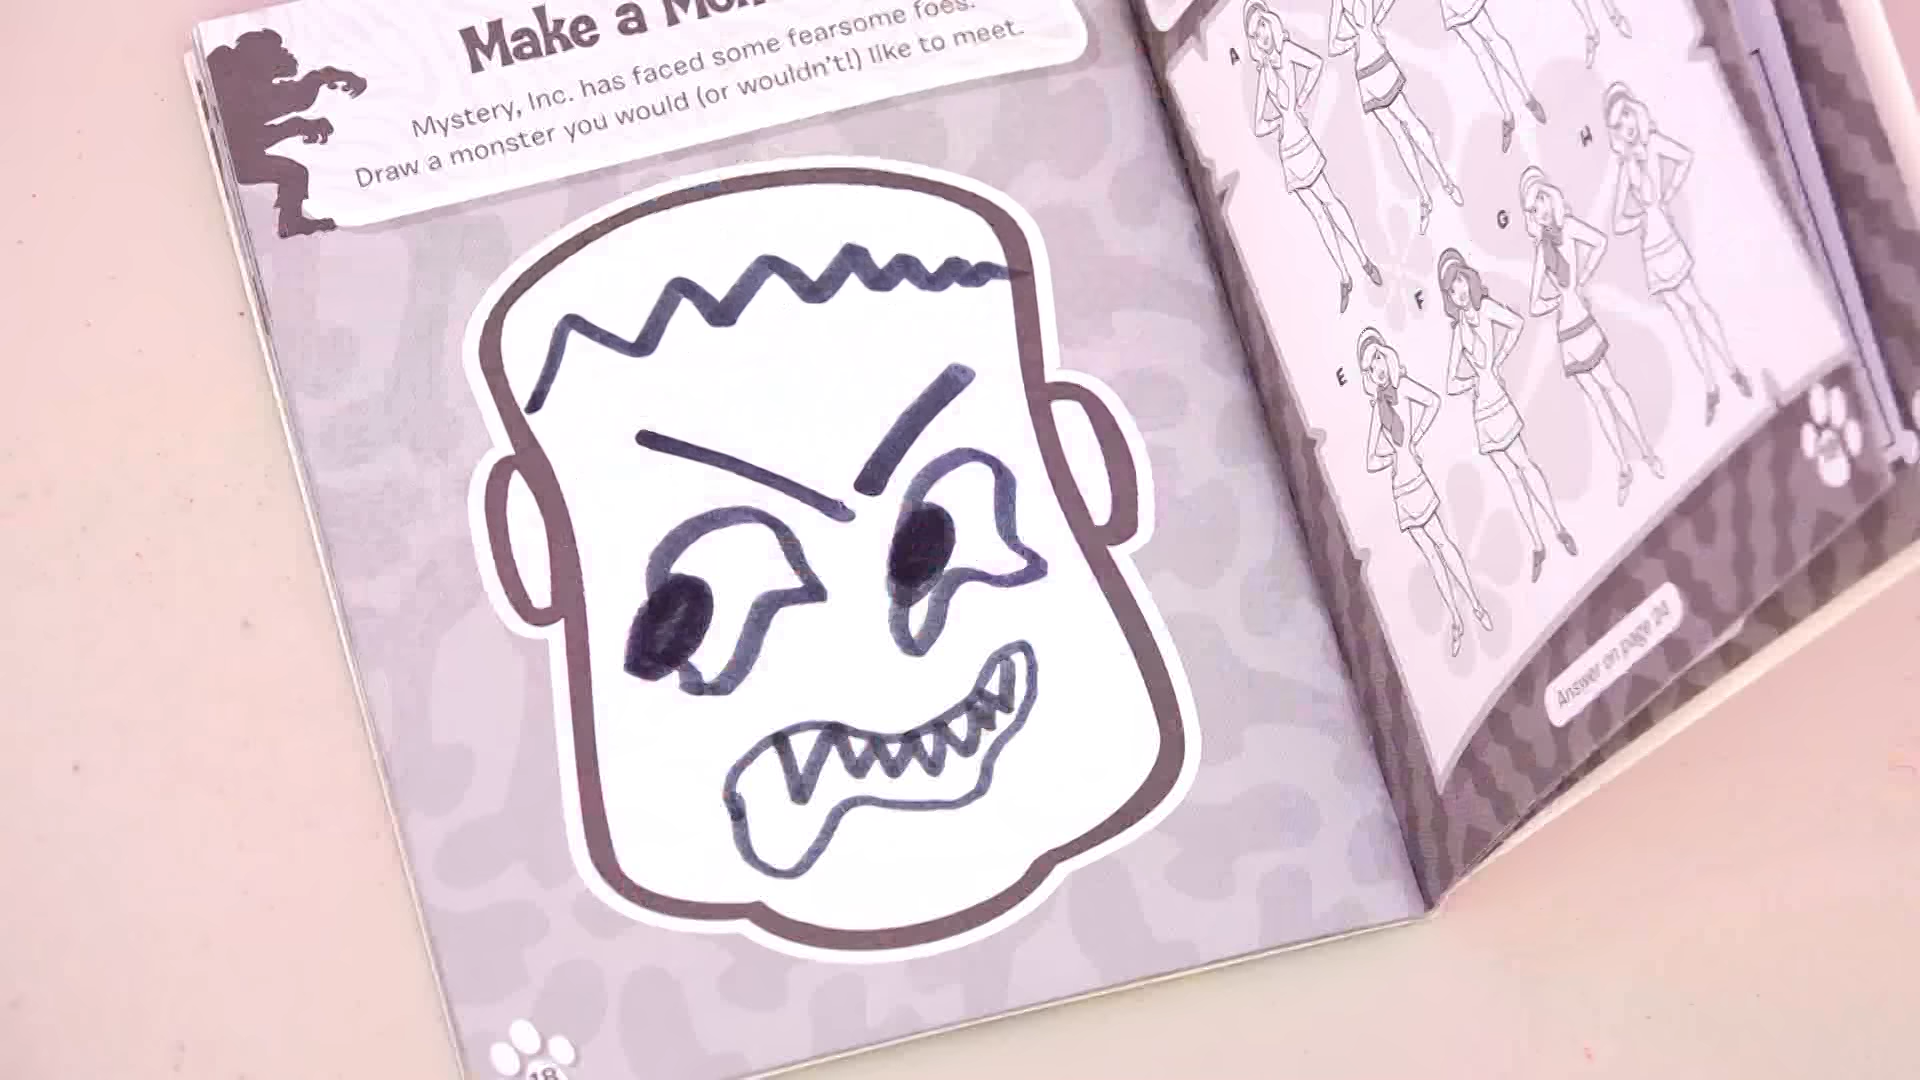 Make a
Mystery, Inc. has faced some fearsome foes.
Draw a monster you would (or wouldn't!) like to meet.
A
H
G
F
E
Answer on page 24
18